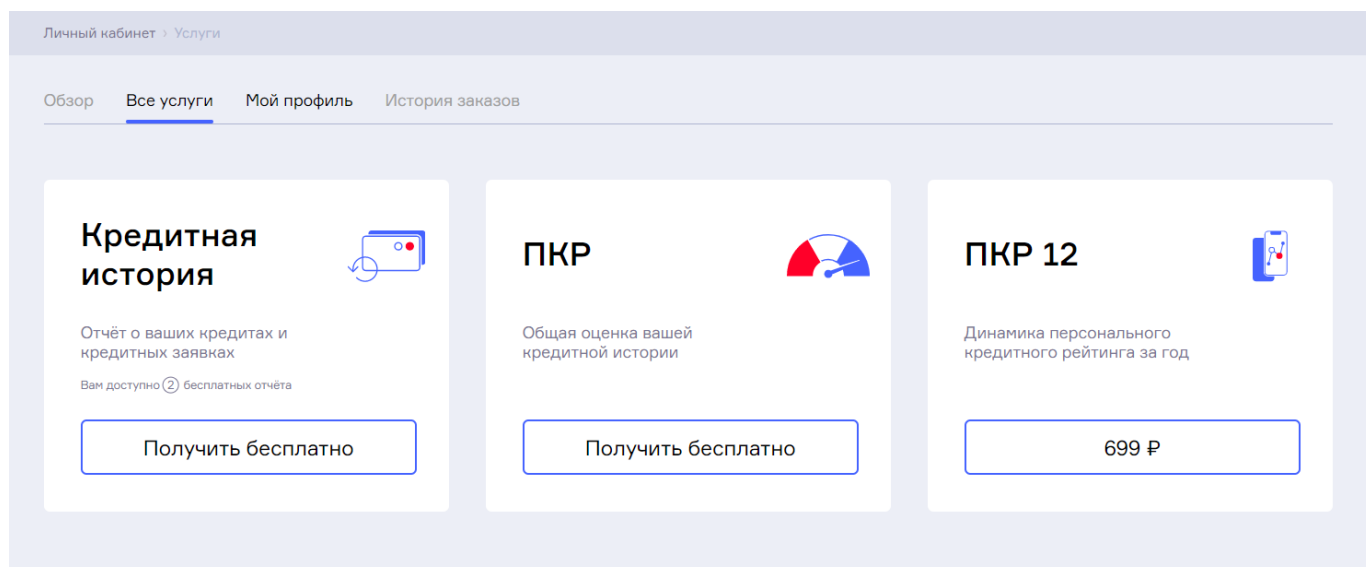 Личный кабинет › Услуги
Обзор Все услуги Мой профиль История заказов
Кредитная
история
Отчёт о ваших кредитах и
кредитных заявках
Вам доступно 2 бесплатных отчёта
Получить бесплатно
ПКР
Общая оценка вашей
кредитной истории
Получить бесплатно
ПКР 12
Динамика персонального
кредитного рейтинга за год
699 ₽